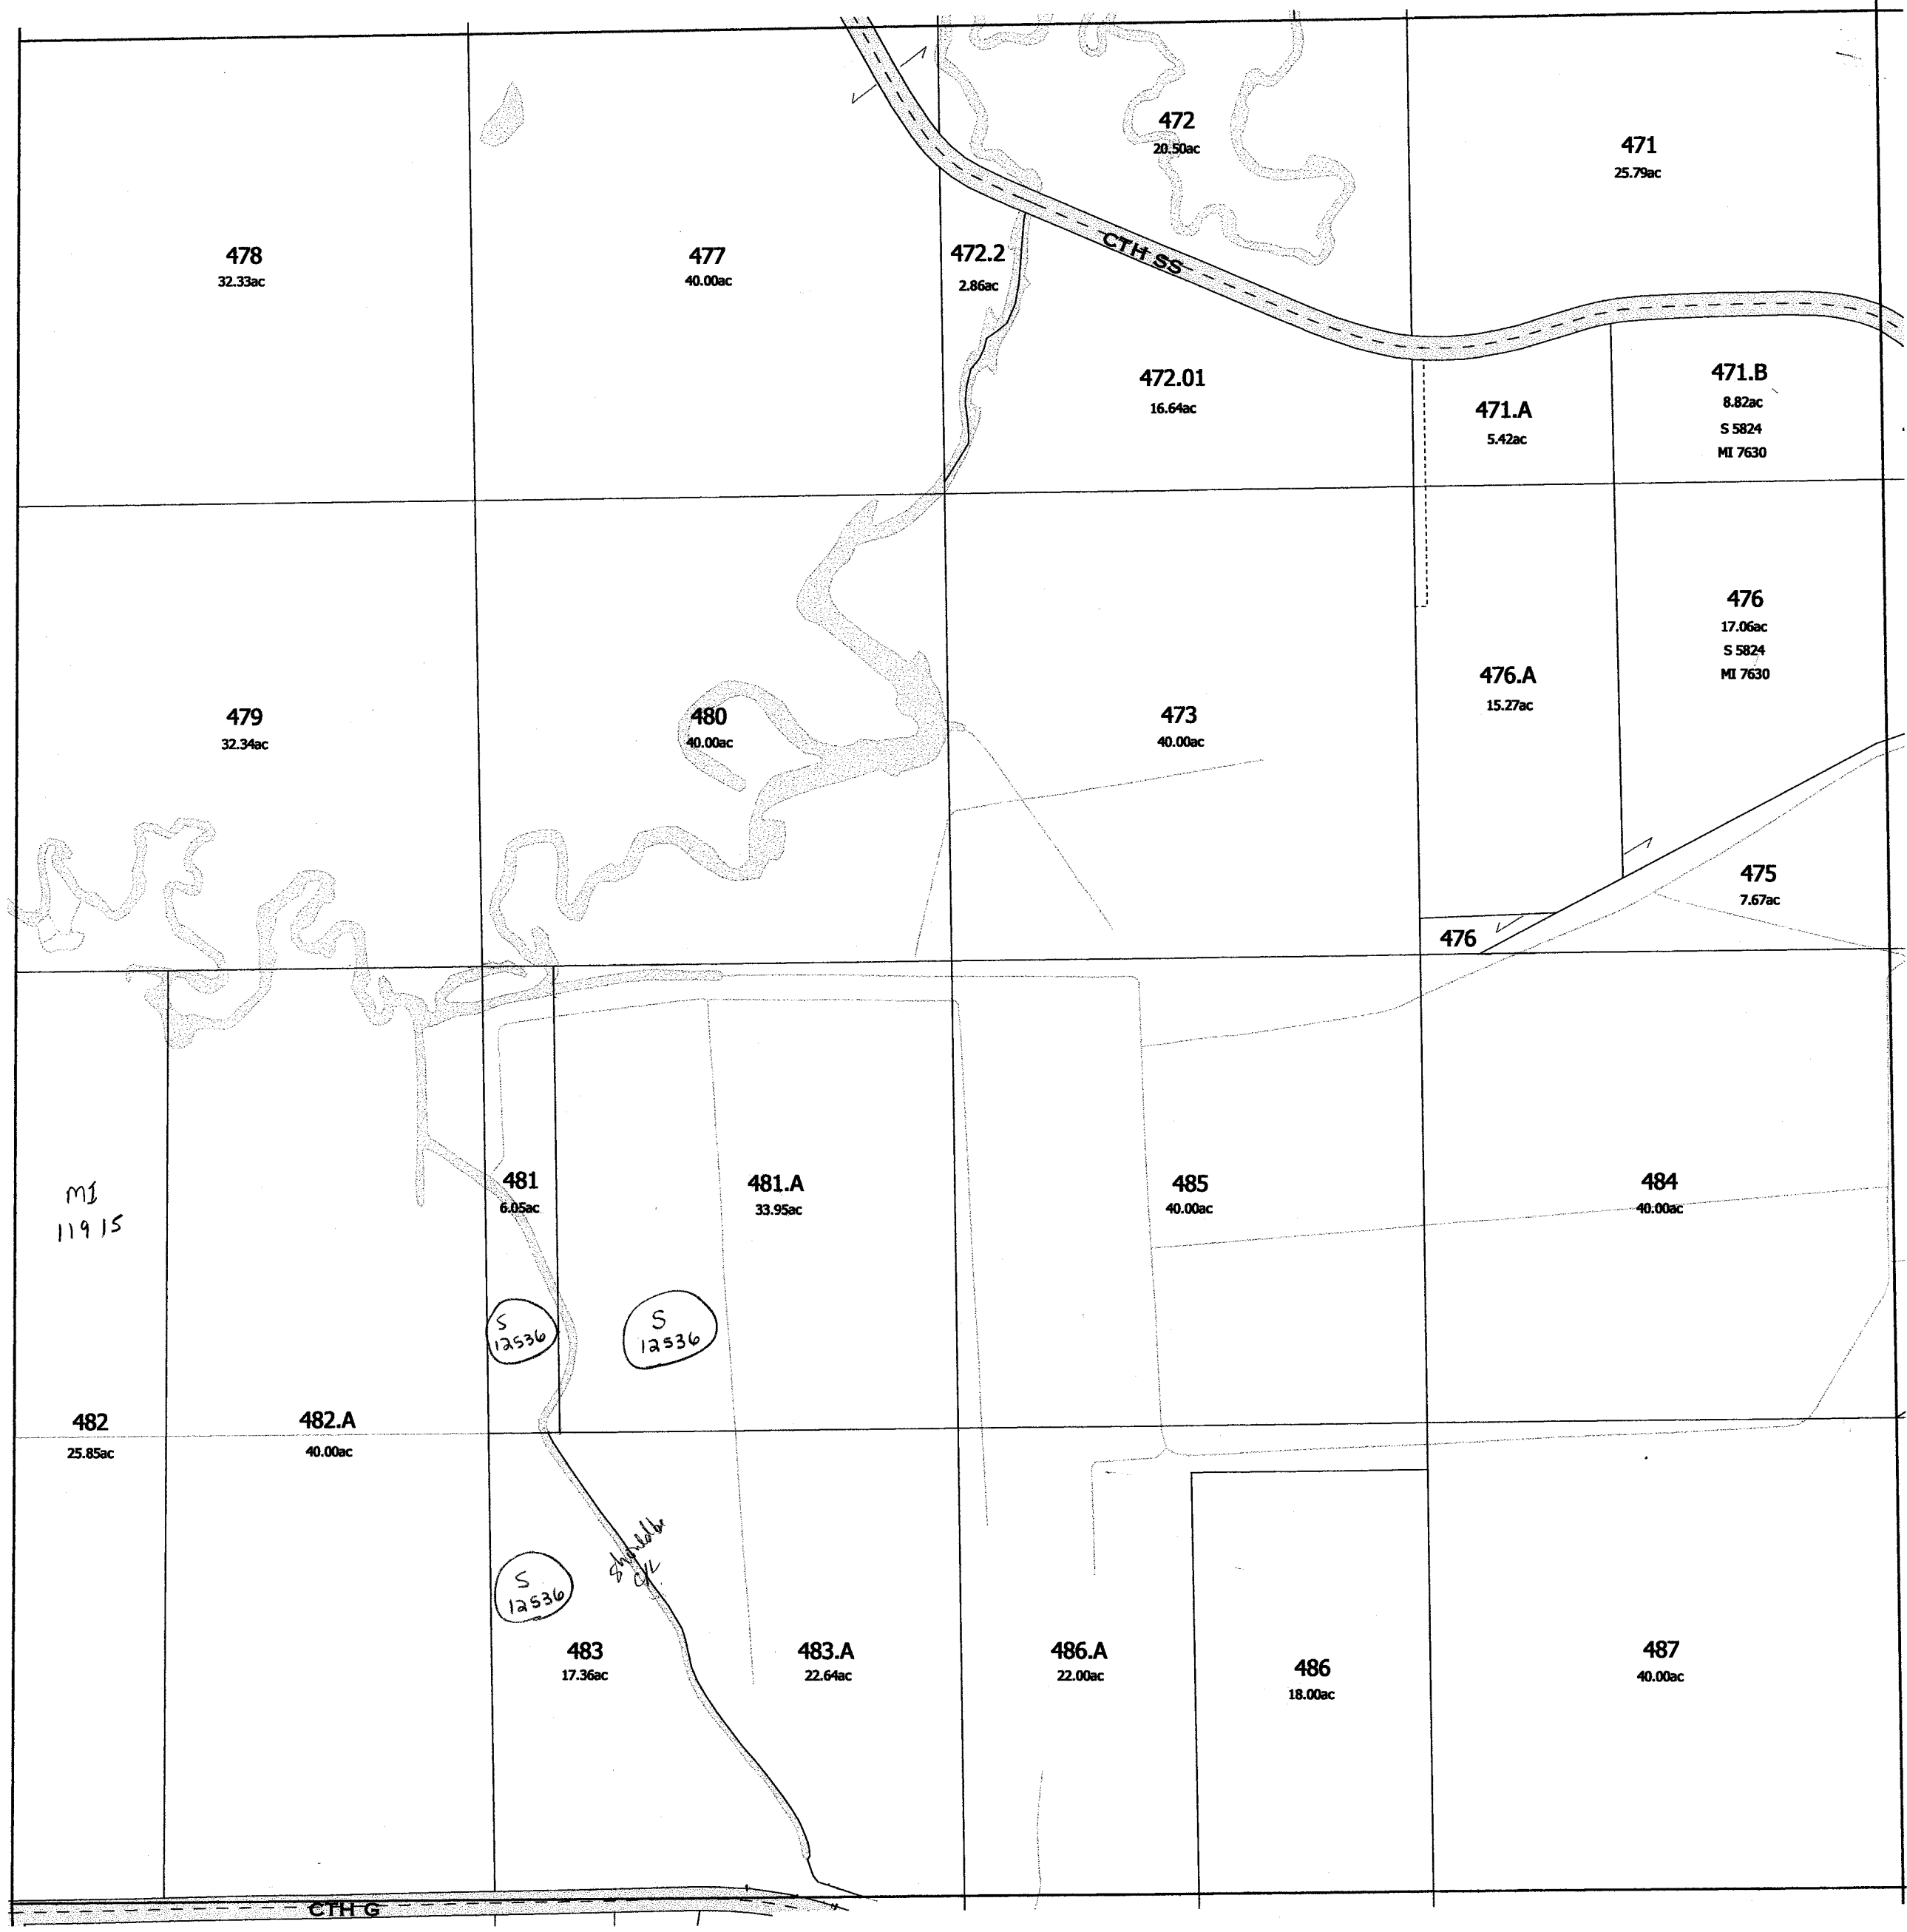 472
20.50ac
471
25.79ac
478
32.33ac
477
40.00ac
472.2
2.86ac
CTH SS
472.01
16.64ac
471.A
5.42ac
471.B
8.82ac
S 5824
MI 7630
479
32.34ac
480
40.00ac
473
40.00ac
476.A
15.27ac
476
17.06ac
S 5824
MI 7630
475
7.67ac
476
MI
11915
481
6.05ac
481.A
33.95ac
485
40.00ac
484
40.00ac
S
12536
S
12536
482
25.85ac
482.A
40.00ac
should be
C/L
S
12536
483
17.36ac
483.A
22.64ac
486.A
22.00ac
486
18.00ac
487
40.00ac
CTH G